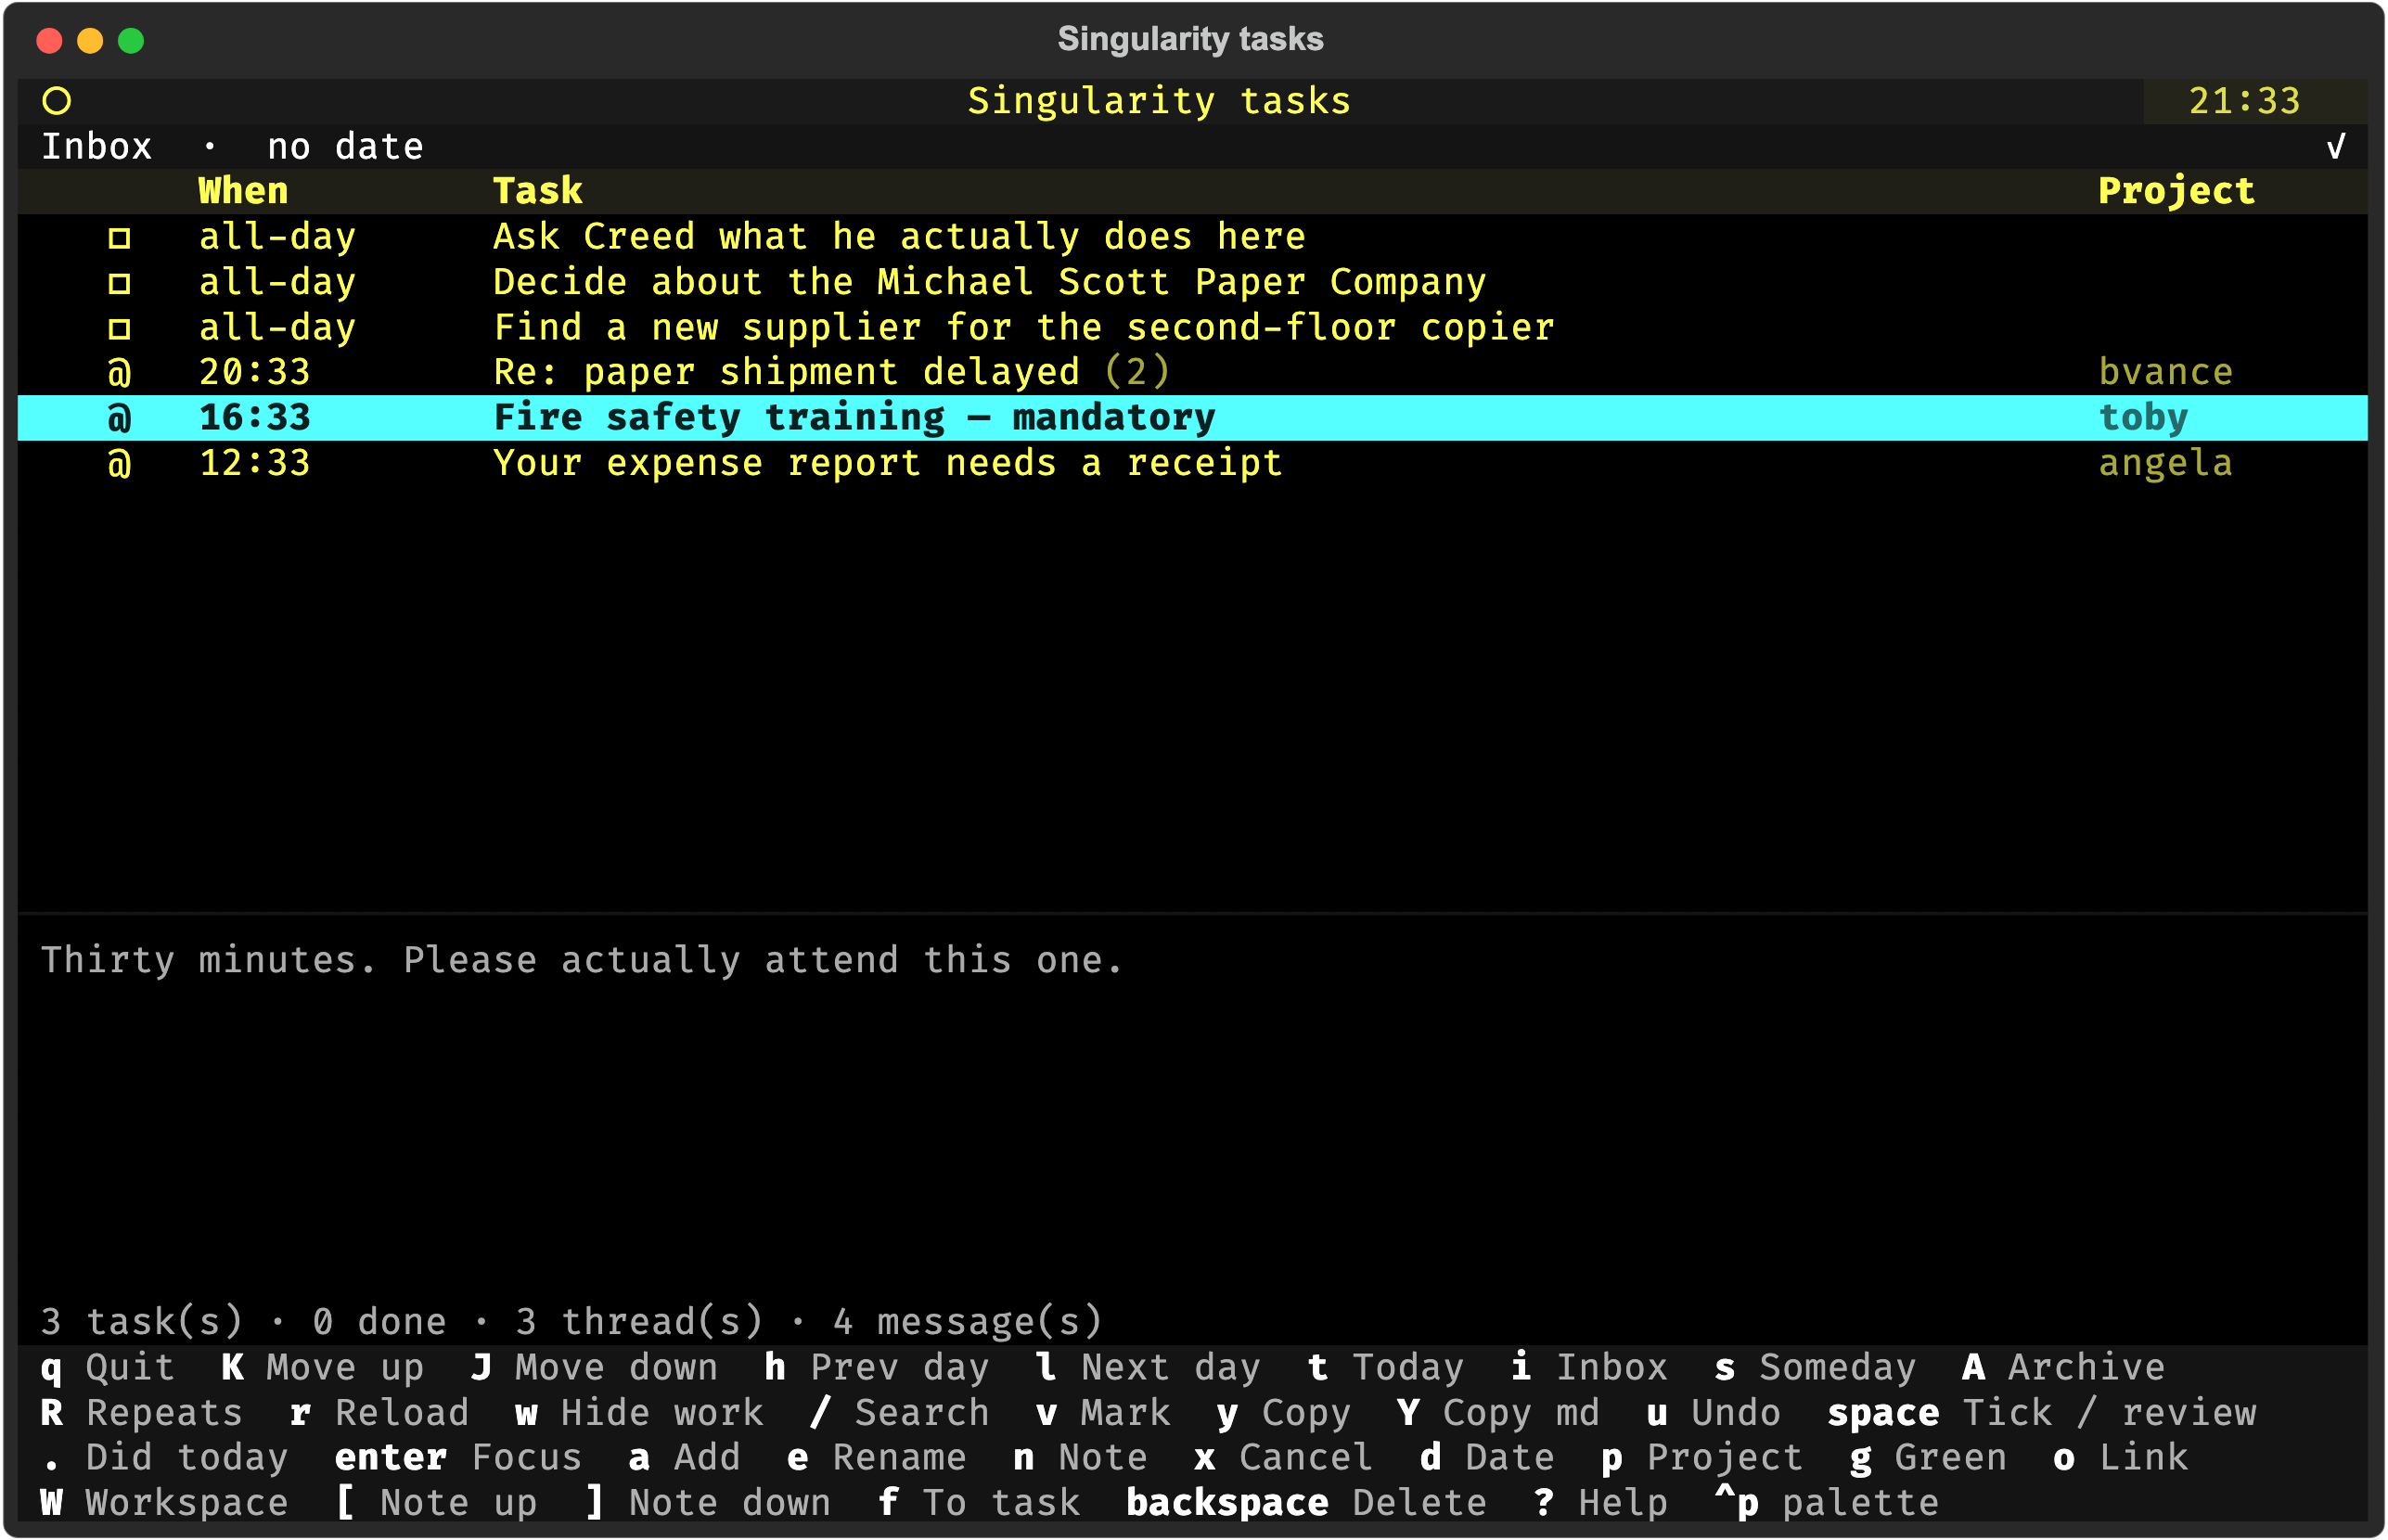 Singularity tasks
Singularity tasks 21:33
Inbox · no date √
When Task Project
all-day Ask Creed what he actually does here
all-day Decide about the Michael Scott Paper Company
all-day Find a new supplier for the second-floor copier
@ 20:33 Re: paper shipment delayed (2) bvance
@ 16:33 Fire safety training — mandatory toby
@ 12:33 Your expense report needs a receipt angela
Thirty minutes. Please actually attend this one.
3 task(s) · 0 done · 3 thread(s) · 4 message(s)
q Quit K Move up J Move down h Prev day l Next day t Today i Inbox s Someday A Archive
R Repeats r Reload w Hide work / Search v Mark y Copy Y Copy md u Undo space Tick / review
. Did today enter Focus a Add e Rename n Note x Cancel d Date p Project g Green o Link
W Workspace [ Note up ] Note down f To task backspace Delete ? Help ^p palette